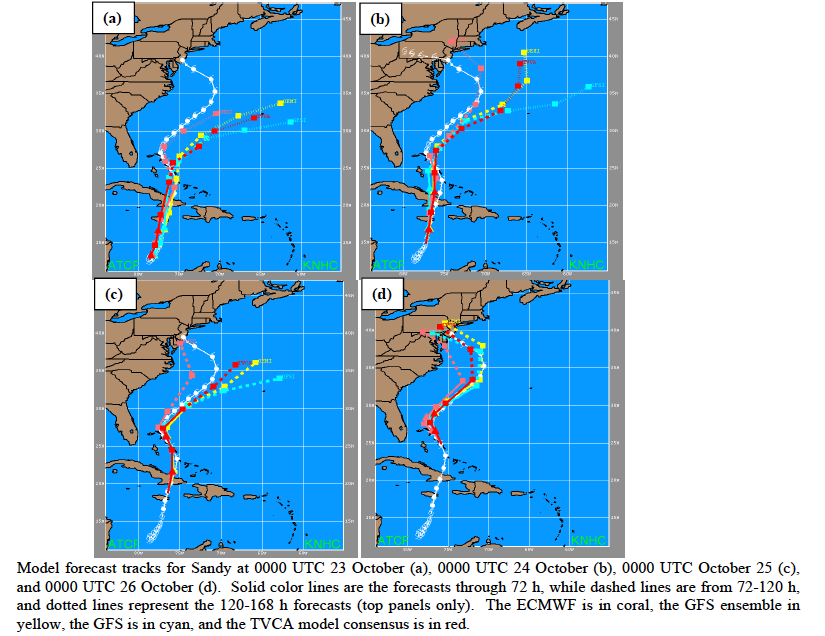 (a)
(b)
ATCF
KNHC
ATCF
KNHC
(c)
(d)
ATCF
KNHC
ATCF
KNHC
Model forecast tracks for Sandy at 0000 UTC 23 October (a), 0000 UTC 24 October (b), 0000 UTC October 25 (c),
and 0000 UTC 26 October (d).  Solid color lines are the forecasts through 72 h, while dashed lines are from 72-120 h,
and dotted lines represent the 120-168 h forecasts (top panels only).  The ECMWF is in coral, the GFS ensemble in
yellow, the GFS is in cyan, and the TVCA model consensus is in red.